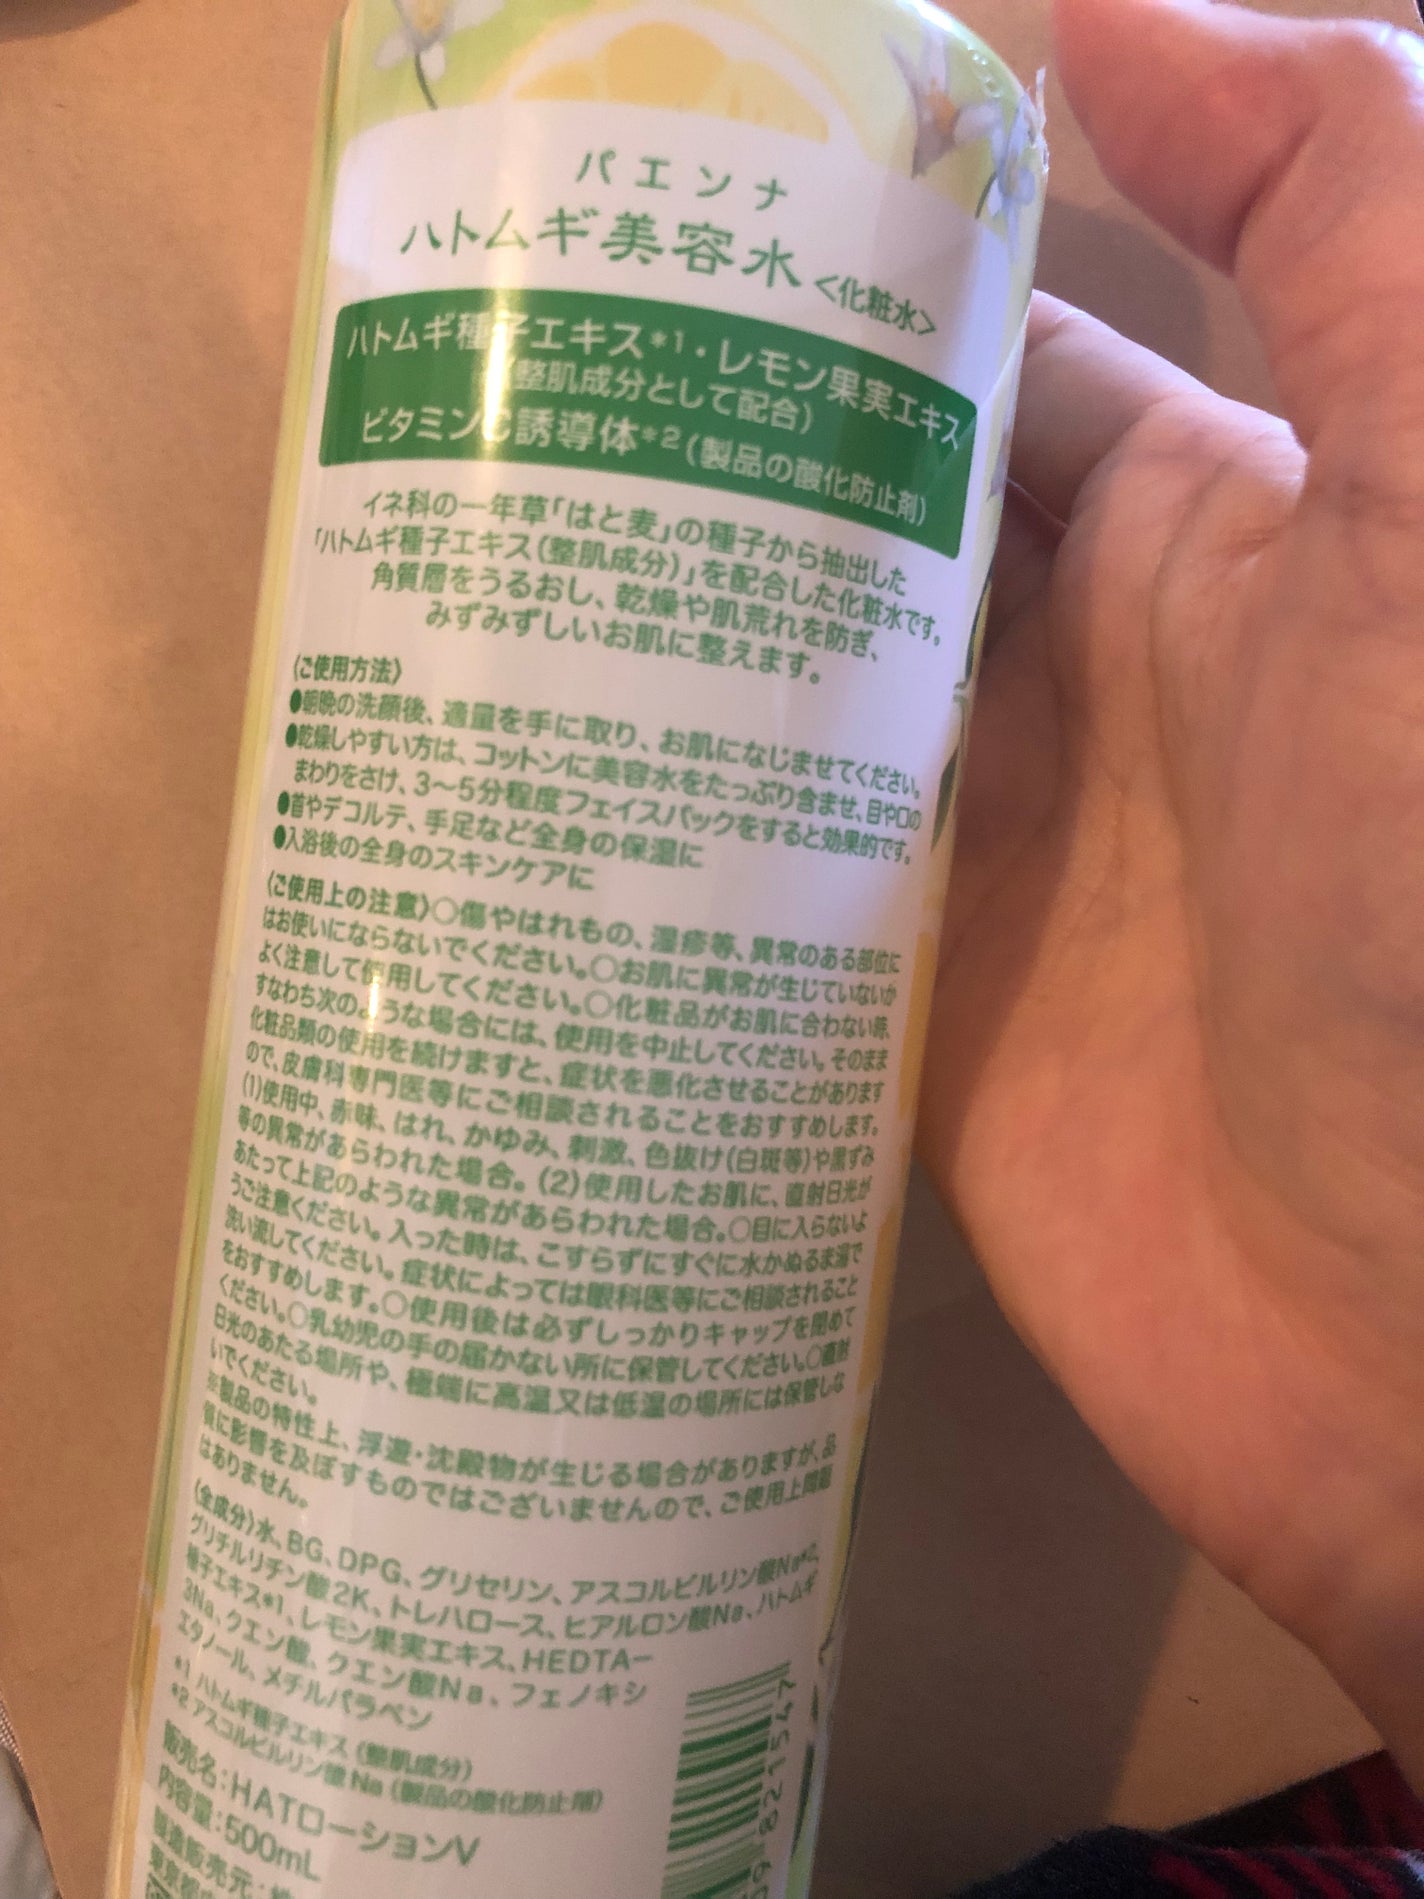 パエンナ
ハトムギ美容水<化粧水>
ハトムギ種子エキス*1・レモン果実エキス
(整肌成分として配合)
ビタミンC誘導体*2(製品の酸化防止剤)
イネ科の一年草「はと麦」の種子から抽出した
「ハトムギ種子エキス(整肌成分)」を配合した化粧水です。
角質層をうるおし、乾燥や肌荒れを防ぎ、
みずみずしいお肌に整えます。
〈ご使用方法〉
●朝晩の洗顔後、適量を手に取り、お肌になじませてください。
●乾燥しやすい方は、コットンに美容水をたっぷり含ませ、目や口の
まわりをさけ、3〜5分程度フェイスパックをすると効果的です。
●首やデコルテ、手足など全身の保湿に
●入浴後の全身のスキンケアに
〈ご使用上の注意〉○傷やはれもの、湿疹等、異常のある部位に
はお使いにならないでください。○お肌に異常が生じていないか
よく注意して使用してください。○化粧品がお肌に合わない時、
すなわち次のような場合には、使用を中止してください。そのまま
化粧品類の使用を続けますと、症状を悪化させることがあります
ので、皮膚科専門医等にご相談されることをおすすめします。
(1)使用中、赤味、はれ、かゆみ、刺激、色抜け(白斑等)や黒ずみ
等の異常があらわれた場合。(2)使用したお肌に、直射日光が
あたって上記のような異常があらわれた場合。○目に入らないよ
うご注意ください。入った時は、こすらずにすぐに水かぬるま湯で
洗い流してください。症状によっては眼科医等にご相談されること
をおすすめします。○使用後は必ずしっかりキャップを閉めて
ください。○乳幼児の手の届かない所に保管してください。○直射
日光のあたる場所や、極端に高温又は低温の場所には保管しな
いでください。
※製品の特性上、浮遊・沈殿物が生じる場合がありますが、品
質に影響を及ぼすものではございませんので、ご使用上問題
はありません。
〈全成分〉水、BG、DPG、グリセリン、アスコルビルリン酸Na*2、
グリチルリチン酸2K、トレハロース、ヒアルロン酸Na、ハトムギ
種子エキス*1、レモン果実エキス、HEDTAー
3Na、クエン酸、クエン酸Na、フェノキシ
エタノール、メチルパラベン
*1 ハトムギ種子エキス(整肌成分)
*2 アスコルビルリン酸Na(製品の酸化防止剤)
販売名:HATローションV
内容量:500mL
製造販売元:
東京都